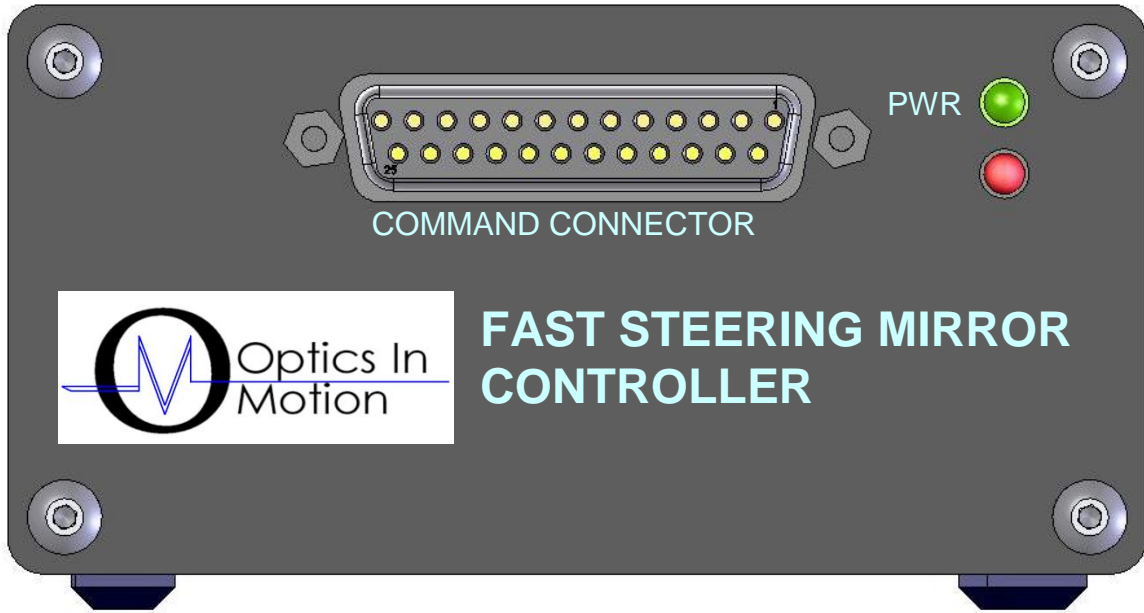 1
PWR
25
COMMAND CONNECTOR
Optics In
Motion
FAST STEERING MIRROR
CONTROLLER